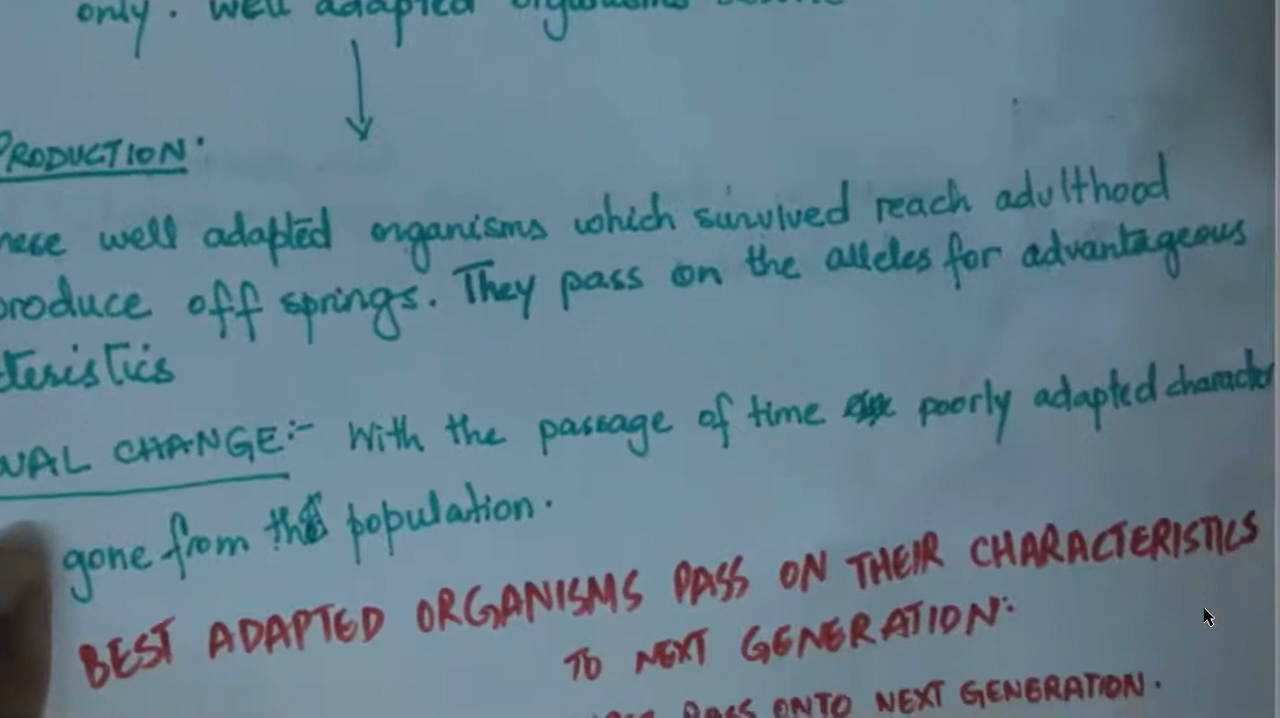 only. Well adapted organisms
PRODUCTION:
well adapted organisms which survived reach adulthood
produce off springs. They pass on the alleles for advantageous
teristics
UAL CHANGE:- With the passage of time poorly adapted character
gone from the population.
BEST ADAPTED ORGANISMS PASS ON THEIR CHARACTERISTICS
TO NEXT GENERATION:
PASS ONTO NEXT GENERATION.